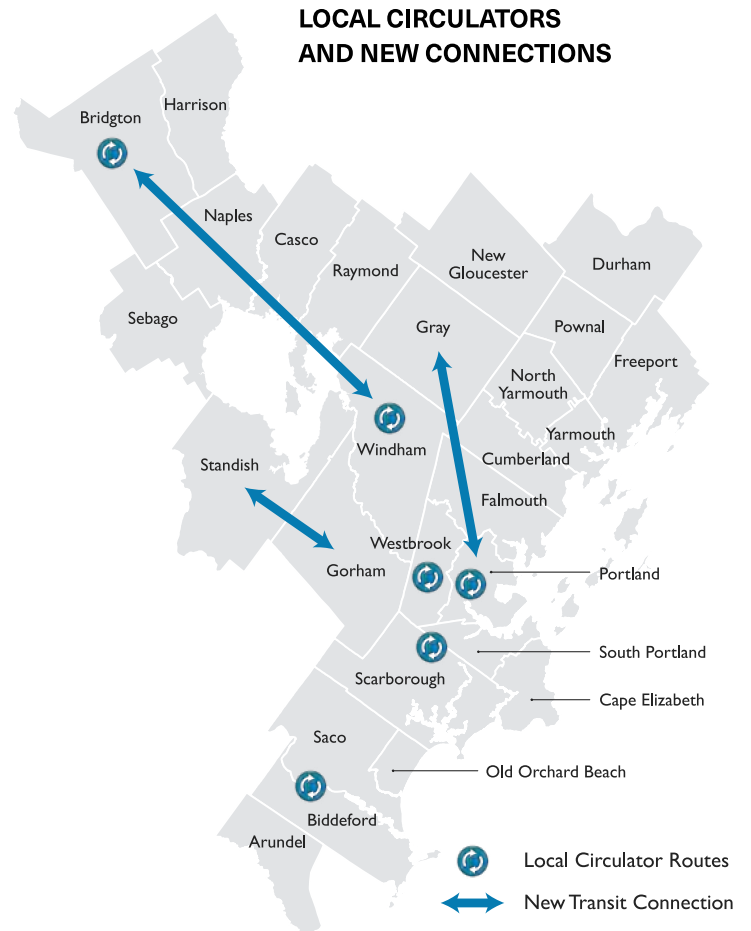 LOCAL CIRCULATORS
AND NEW CONNECTIONS
Harrison
Bridgton
Naples
Casco
Raymond
New
Gloucester
Durham
Sebago
Gray
Pownal
Freeport
North
Yarmouth
Yarmouth
Windham
Cumberland
Standish
Falmouth
Westbrook
Gorham
Portland
South Portland
Scarborough
Cape Elizabeth
Saco
Old Orchard Beach
Biddeford
Arundel
Local Circulator Routes
New Transit Connection